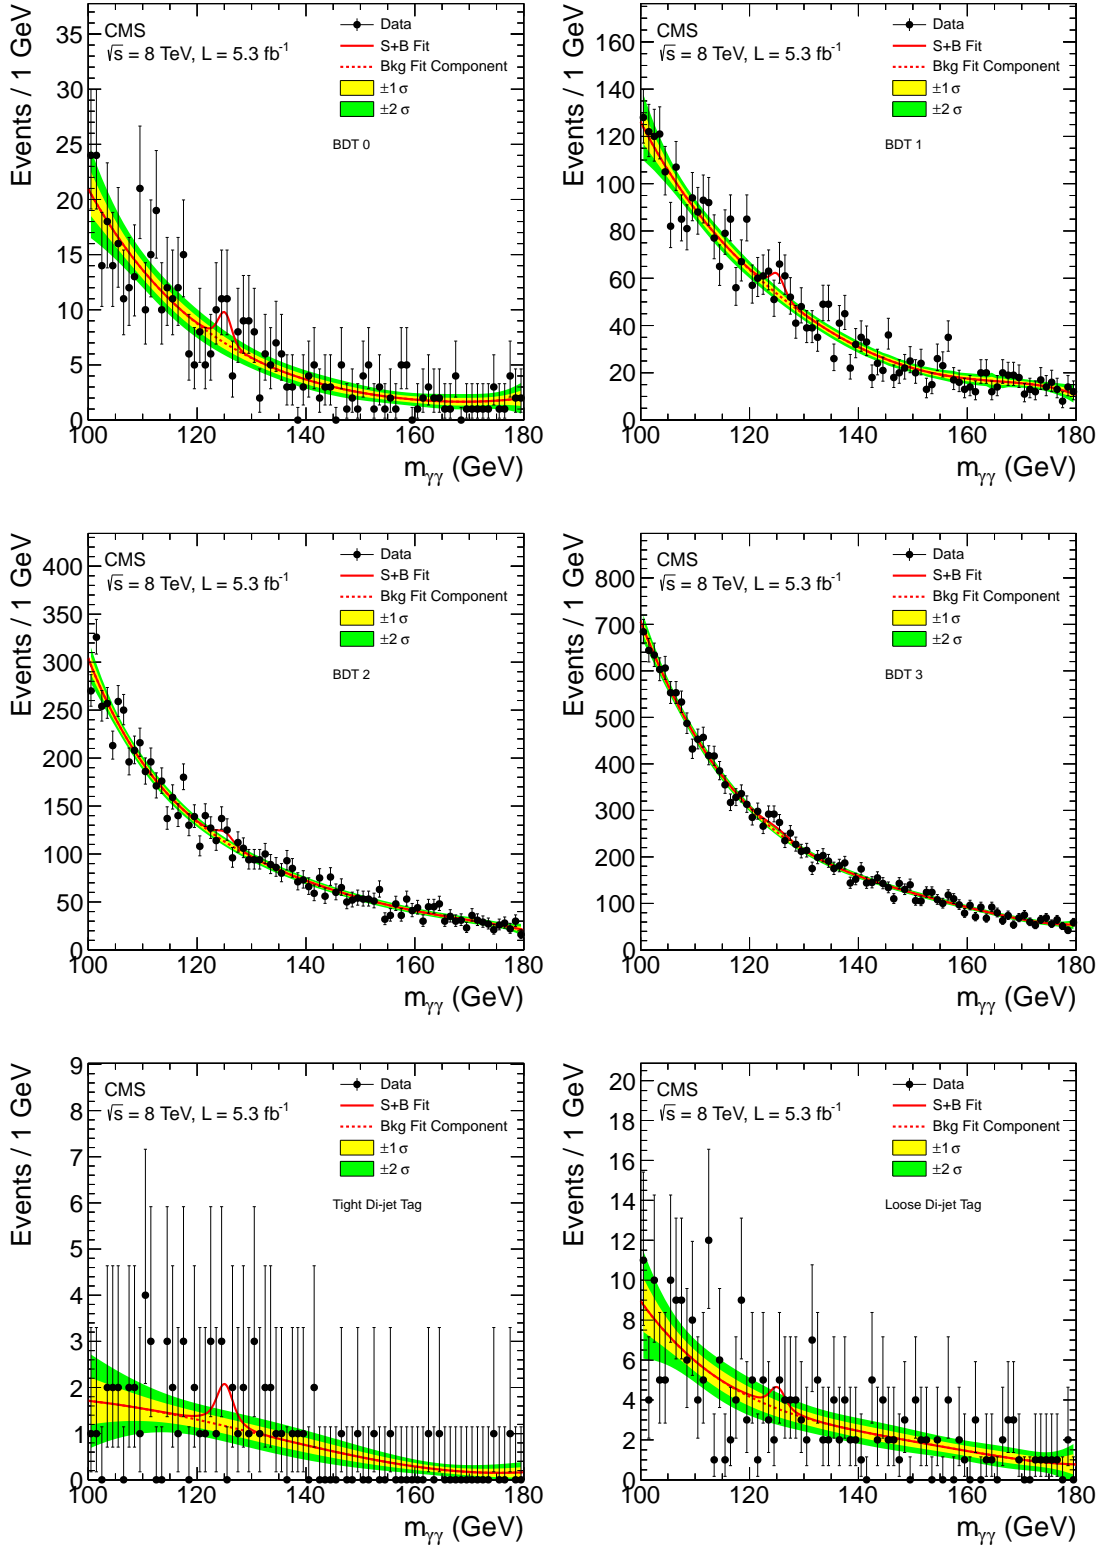 Events / 1 GeV
35
30
25
20
15
10
5
0
CMS
√s = 8 TeV, L = 5.3 fb⁻¹
Data
S+B Fit
Bkg Fit Component
±1 σ
±2 σ
BDT 0
100 120 140 160 180
mγγ (GeV)
Events / 1 GeV
160
140
120
100
80
60
40
20
0
CMS
√s = 8 TeV, L = 5.3 fb⁻¹
Data
S+B Fit
Bkg Fit Component
±1 σ
±2 σ
BDT 1
100 120 140 160 180
mγγ (GeV)
Events / 1 GeV
400
350
300
250
200
150
100
50
0
CMS
√s = 8 TeV, L = 5.3 fb⁻¹
Data
S+B Fit
Bkg Fit Component
±1 σ
±2 σ
BDT 2
100 120 140 160 180
mγγ (GeV)
Events / 1 GeV
800
700
600
500
400
300
200
100
0
CMS
√s = 8 TeV, L = 5.3 fb⁻¹
Data
S+B Fit
Bkg Fit Component
±1 σ
±2 σ
BDT 3
100 120 140 160 180
mγγ (GeV)
Events / 1 GeV
9
8
7
6
5
4
3
2
1
0
CMS
√s = 8 TeV, L = 5.3 fb⁻¹
Data
S+B Fit
Bkg Fit Component
±1 σ
±2 σ
Tight Di-jet Tag
100 120 140 160 180
mγγ (GeV)
Events / 1 GeV
20
18
16
14
12
10
8
6
4
2
0
CMS
√s = 8 TeV, L = 5.3 fb⁻¹
Data
S+B Fit
Bkg Fit Component
±1 σ
±2 σ
Loose Di-jet Tag
100 120 140 160 180
mγγ (GeV)